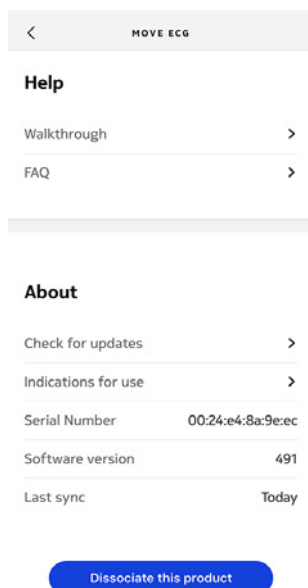 MOVE ECG
Help
Walkthrough
FAQ
About
Check for updates
Indications for use
Serial Number 00:24:e4:8a:9e:ec
Software version 491
Last sync Today
Dissociate this product